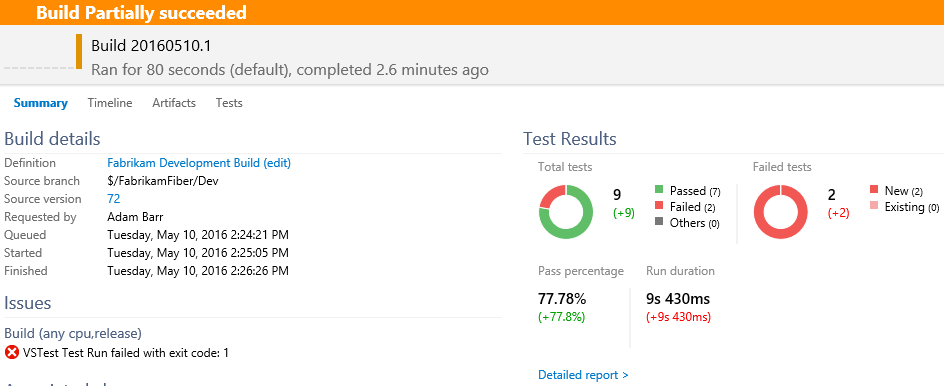 Build Partially succeeded
Build 20160510.1
Ran for 80 seconds (default), completed 2.6 minutes ago
Summary Timeline Artifacts Tests
Build details
Definition Fabrikam Development Build (edit)
Source branch $/FabrikamFiber/Dev
Source version 72
Requested by Adam Barr
Queued Tuesday, May 10, 2016 2:24:21 PM
Started Tuesday, May 10, 2016 2:25:05 PM
Finished Tuesday, May 10, 2016 2:26:26 PM
Issues
Build (any cpu,release)
VSTest Test Run failed with exit code: 1
Test Results
Total tests
9
(+9)
Passed (7)
Failed (2)
Others (0)
Failed tests
2
(+2)
New (2)
Existing (0)
Pass percentage
77.78%
(+77.8%)
Run duration
9s 430ms
(+9s 430ms)
Detailed report >